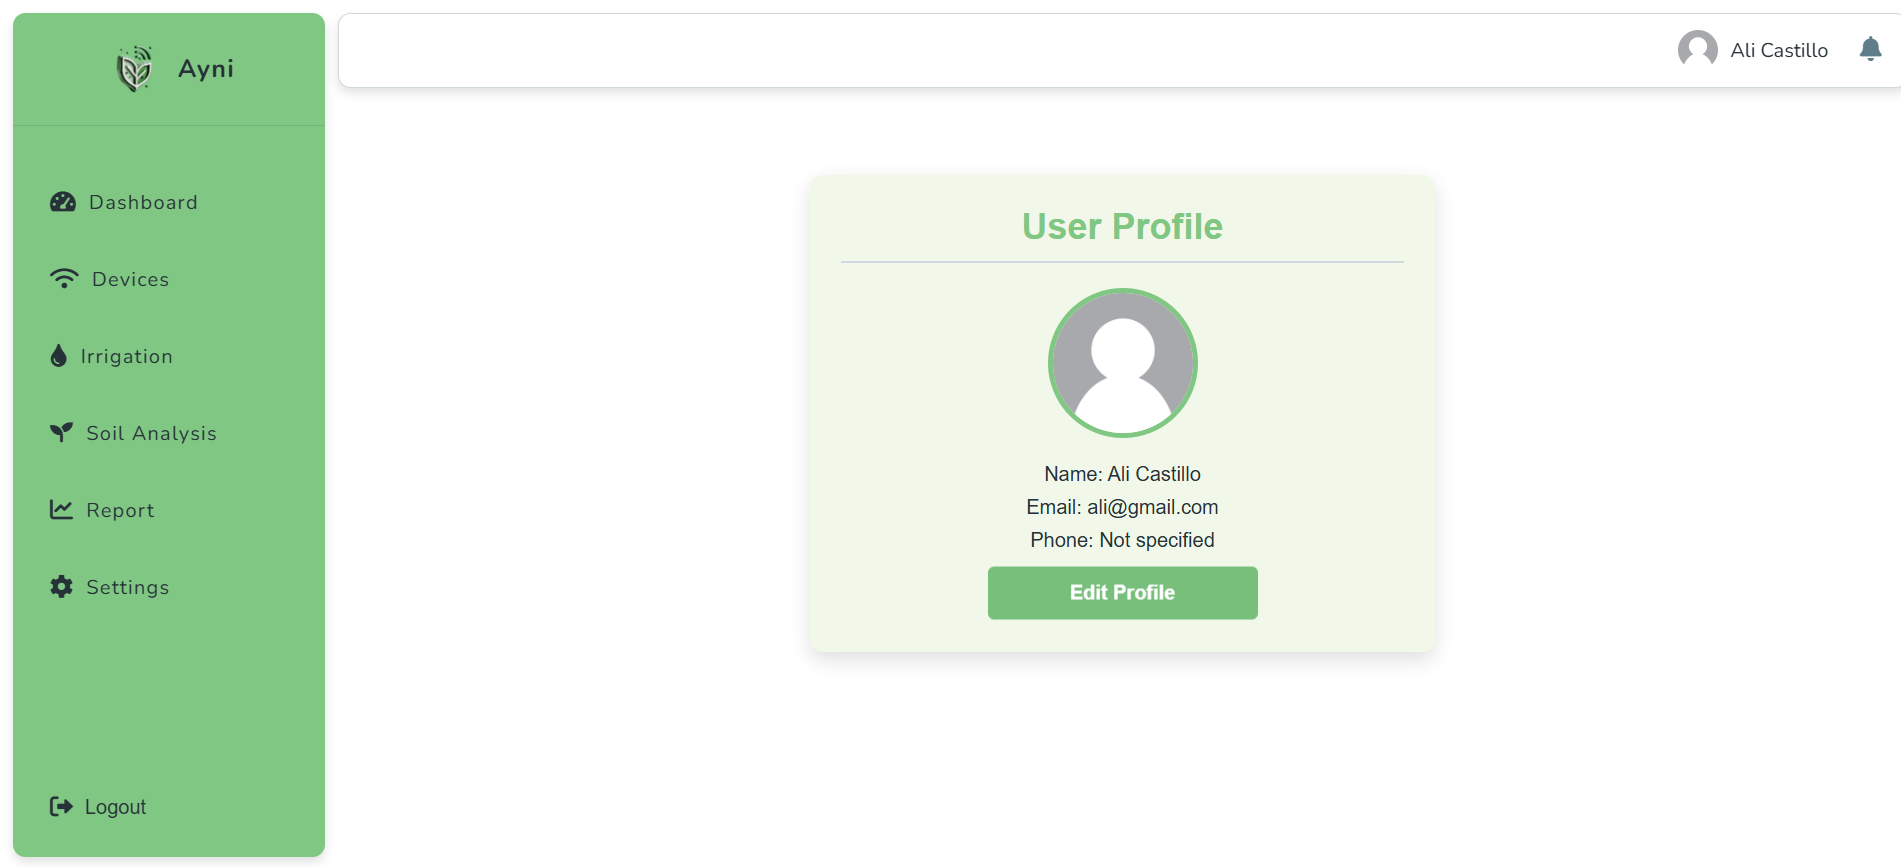 Ayni
Dashboard
Devices
Irrigation
Soil Analysis
Report
Settings
Logout
Ali Castillo
User Profile
Name: Ali Castillo
Email: ali@gmail.com
Phone: Not specified
Edit Profile